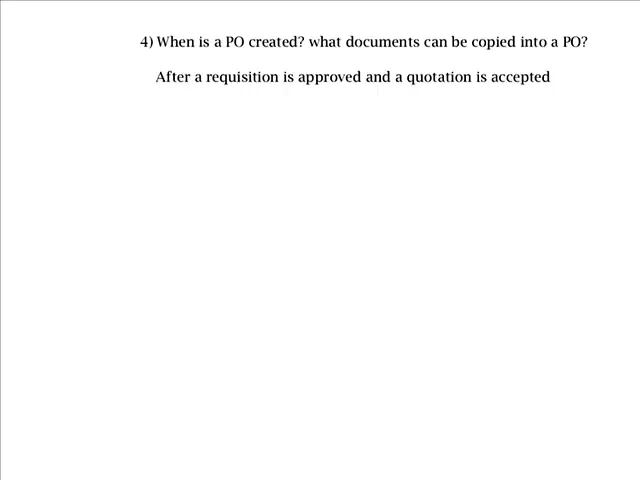 4) When is a PO created? what documents can be copied into a PO?
After a requisition is approved and a quotation is accepted